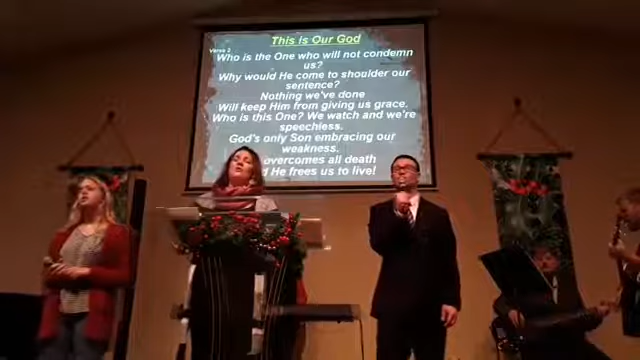 This Is Our God
Verse 2
Who is the One who will not condemn
us?
Why would He come to shoulder our
sentence?
Nothing we've done
Will keep Him from giving us grace.
Who is this One? We watch and we're
speechless.
God's only Son embracing our
weakness.
overcomes all death
He frees us to live!